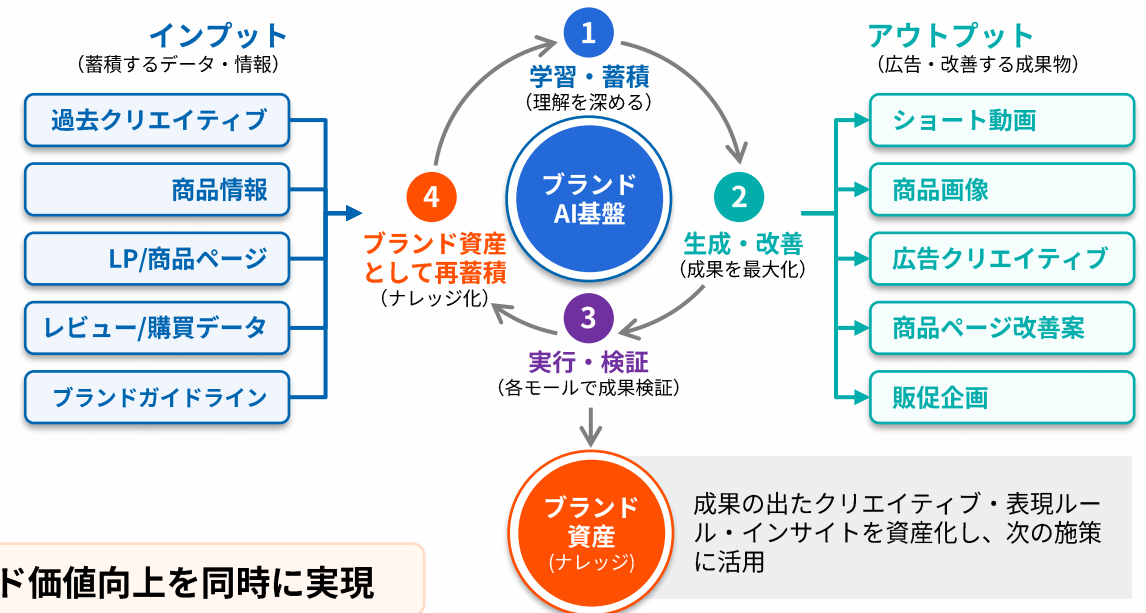 インプット
（蓄積するデータ・情報）
過去クリエイティブ
商品情報
LP/商品ページ
レビュー/購買データ
ブランドガイドライン
1
学習・蓄積
（理解を深める）
ブランド
AI基盤
2
生成・改善
（成果を最大化）
3
実行・検証
（各モールで成果検証）
4
ブランド資産
として再蓄積
（ナレッジ化）
アウトプット
（広告・改善する成果物）
ショート動画
商品画像
広告クリエイティブ
商品ページ改善案
販促企画
ブランド
資産
(ナレッジ)
成果の出たクリエイティブ・表現ルー
ル・インサイトを資産化し、次の施策
に活用
ド価値向上を同時に実現